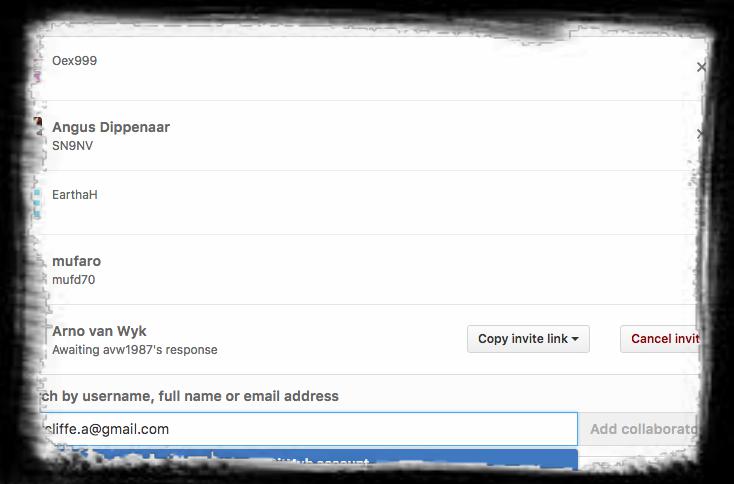 Oex999
Angus Dippenaar
SN9NV
EarthaH
mufaro
mufd70
Arno van Wyk
Awaiting avw1987's response
Copy invite link
Cancel invit
ch by username, full name or email address
cliffe.a@gmail.com
Add collaborato
account